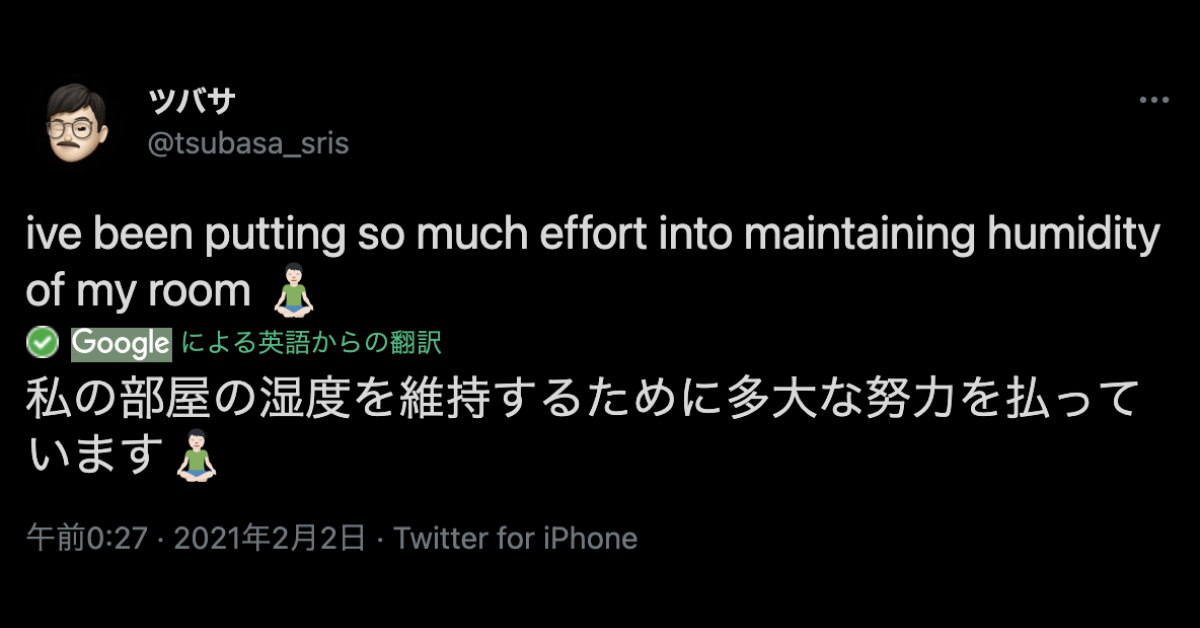 ツバサ
@tsubasa_sris
ive been putting so much effort into maintaining humidity
of my room 🧘🏻‍♂️
Google による英語からの翻訳
私の部屋の湿度を維持するために多大な努力を払って
います🧘🏻‍♂️
午前0:27 · 2021年2月2日 · Twitter for iPhone